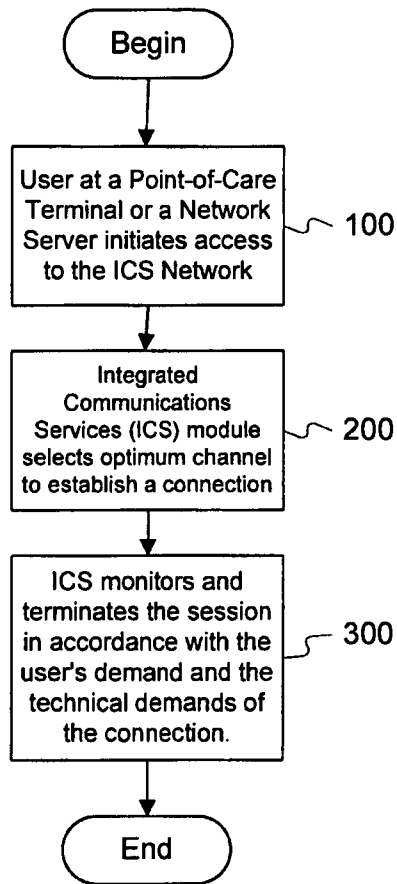 Begin
User at a Point-of-Care
Terminal or a Network
Server initiates access
to the ICS Network
100
Integrated
Communications
Services (ICS) module
selects optimum channel
to establish a connection
200
ICS monitors and
terminates the session
in accordance with the
user's demand and the
technical demands of
the connection.
300
End